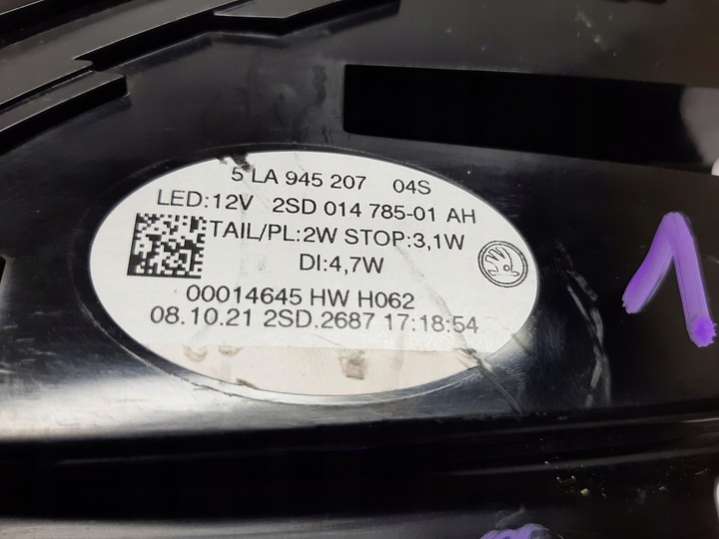 5 LA 945 207 04S
LED:12V 2SD 014 785-01 AH
TAIL/PL:2W STOP:3,1W
DI:4,7W
00014645 HW H062
08.10.21 2SD.2687 17:18:54
1